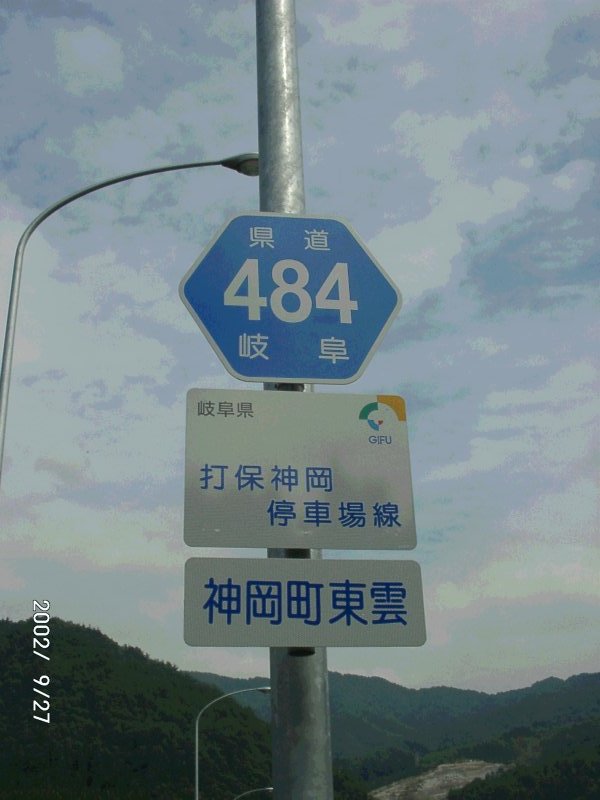 県道
484
岐阜
岐阜県
GIFU
打保神岡
停車場線
神岡町東雲
2002/ 9/27